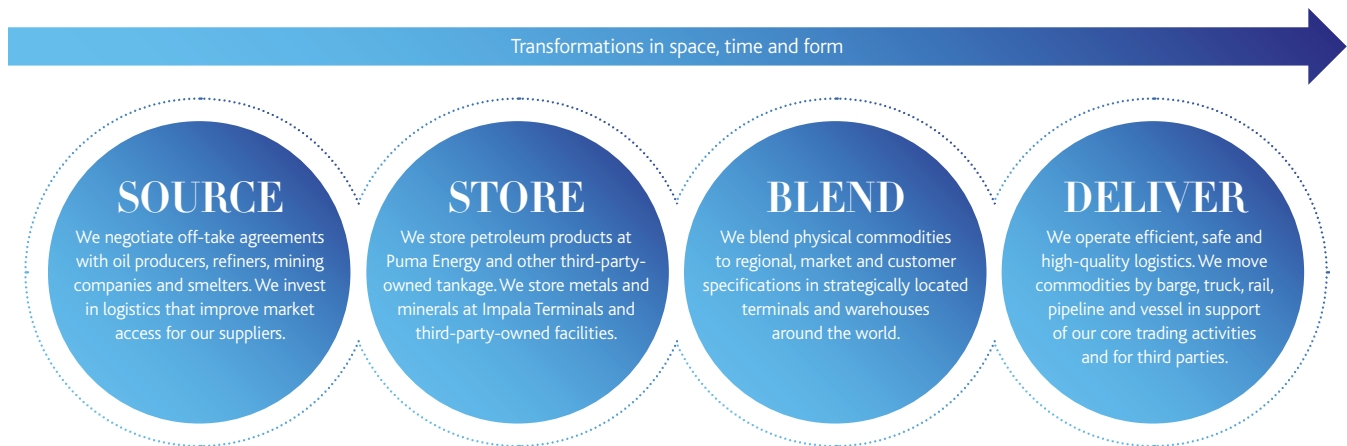 Transformations in space, time and form
SOURCE
We negotiate off-take agreements
with oil producers, refiners, mining
companies and smelters. We invest
in logistics that improve market
access for our suppliers.
STORE
We store petroleum products at
Puma Energy and other third-party-
owned tankage. We store metals and
minerals at Impala Terminals and
third-party-owned facilities.
BLEND
We blend physical commodities
to regional, market and customer
specifications in strategically located
terminals and warehouses
around the world.
DELIVER
We operate efficient, safe and
high-quality logistics. We move
commodities by barge, truck, rail,
pipeline and vessel in support
of our core trading activities
and for third parties.